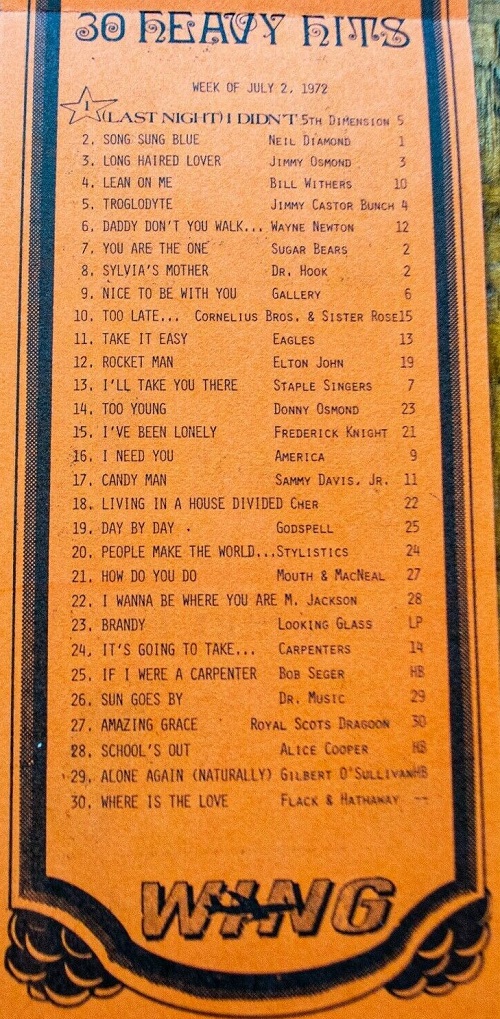 30 HEAVY HITS
WEEK OF JULY 2, 1972
1 (LAST NIGHT) I DIDN'T 5TH DIMENSION 5
2. SONG SUNG BLUE NEIL DIAMOND 1
3. LONG HAIRED LOVER JIMMY OSMOND 3
4. LEAN ON ME BILL WITHERS 10
5. TROGLODYTE JIMMY CASTOR BUNCH 4
6. DADDY DON'T YOU WALK... WAYNE NEWTON 12
7. YOU ARE THE ONE SUGAR BEARS 2
8. SYLVIA'S MOTHER DR. HOOK 2
9. NICE TO BE WITH YOU GALLERY 6
10. TOO LATE... CORNELIUS BROS. & SISTER ROSE15
11. TAKE IT EASY EAGLES 13
12. ROCKET MAN ELTON JOHN 19
13. I'LL TAKE YOU THERE STAPLE SINGERS 7
14. TOO YOUNG DONNY OSMOND 23
15. I'VE BEEN LONELY FREDERICK KNIGHT 21
16. I NEED YOU AMERICA 9
17. CANDY MAN SAMMY DAVIS, JR. 11
18. LIVING IN A HOUSE DIVIDED CHER 22
19. DAY BY DAY GODSPELL 25
20. PEOPLE MAKE THE WORLD...STYLISTICS 24
21. HOW DO YOU DO MOUTH & MACNEAL 27
22. I WANNA BE WHERE YOU ARE M. JACKSON 28
23. BRANDY LOOKING GLASS LP
24. IT'S GOING TO TAKE... CARPENTERS 14
25. IF I WERE A CARPENTER BOB SEGER HB
26. SUN GOES BY DR. MUSIC 29
27. AMAZING GRACE ROYAL SCOTS DRAGOON 30
28. SCHOOL'S OUT ALICE COOPER HB
29. ALONE AGAIN (NATURALLY) GILBERT O'SULLIVANHB
30. WHERE IS THE LOVE FLACK & HATHAWAY --
WING